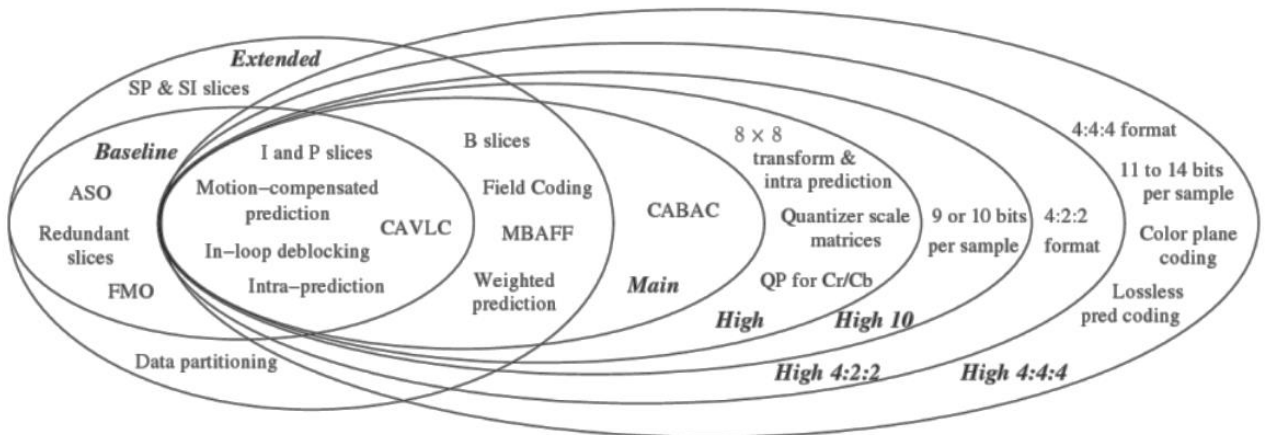 Extended
SP & SI slices
Baseline
ASO
Redundant
slices
FMO
Data partitioning
I and P slices
Motion–compensated
prediction
CAVLC
In–loop deblocking
Intra–prediction
B slices
Field Coding
MBAFF
Weighted
prediction
CABAC
Main
8 × 8
transform &
intra prediction
Quantizer scale
matrices
QP for Cr/Cb
High
9 or 10 bits
per sample
High 10
4:2:2
format
High 4:2:2
4:4:4 format
11 to 14 bits
per sample
Color plane
coding
Lossless
pred coding
High 4:4:4